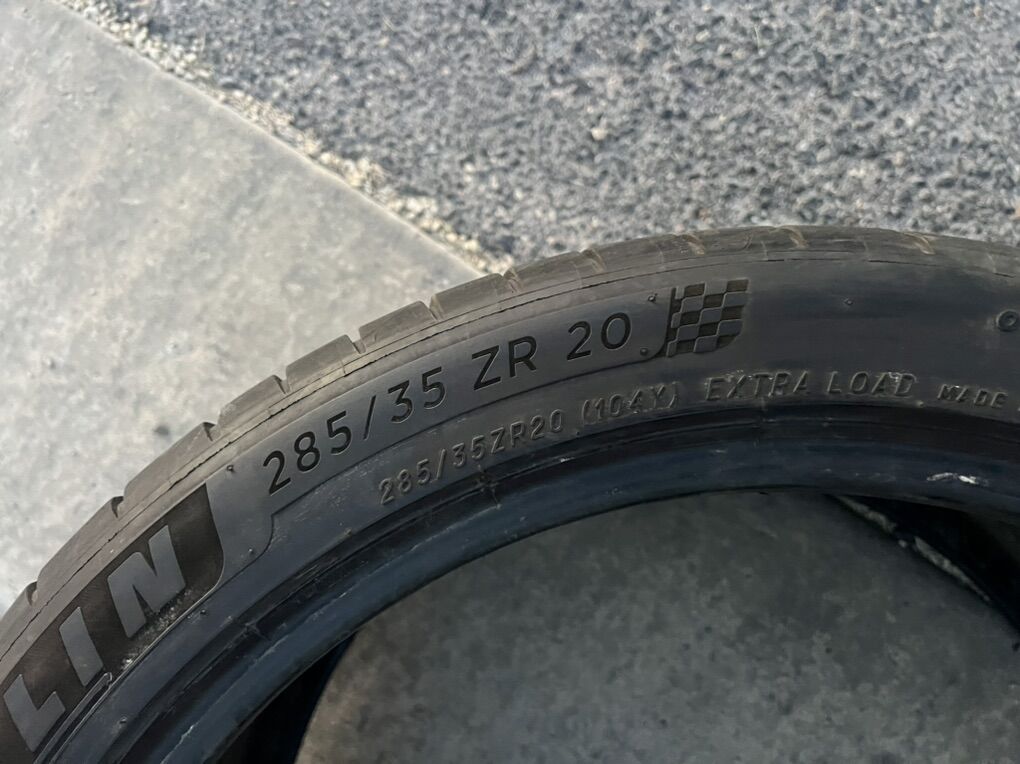 LIN
285/35 ZR 20
285/35ZR20 (104Y) EXTRA LOAD MADE